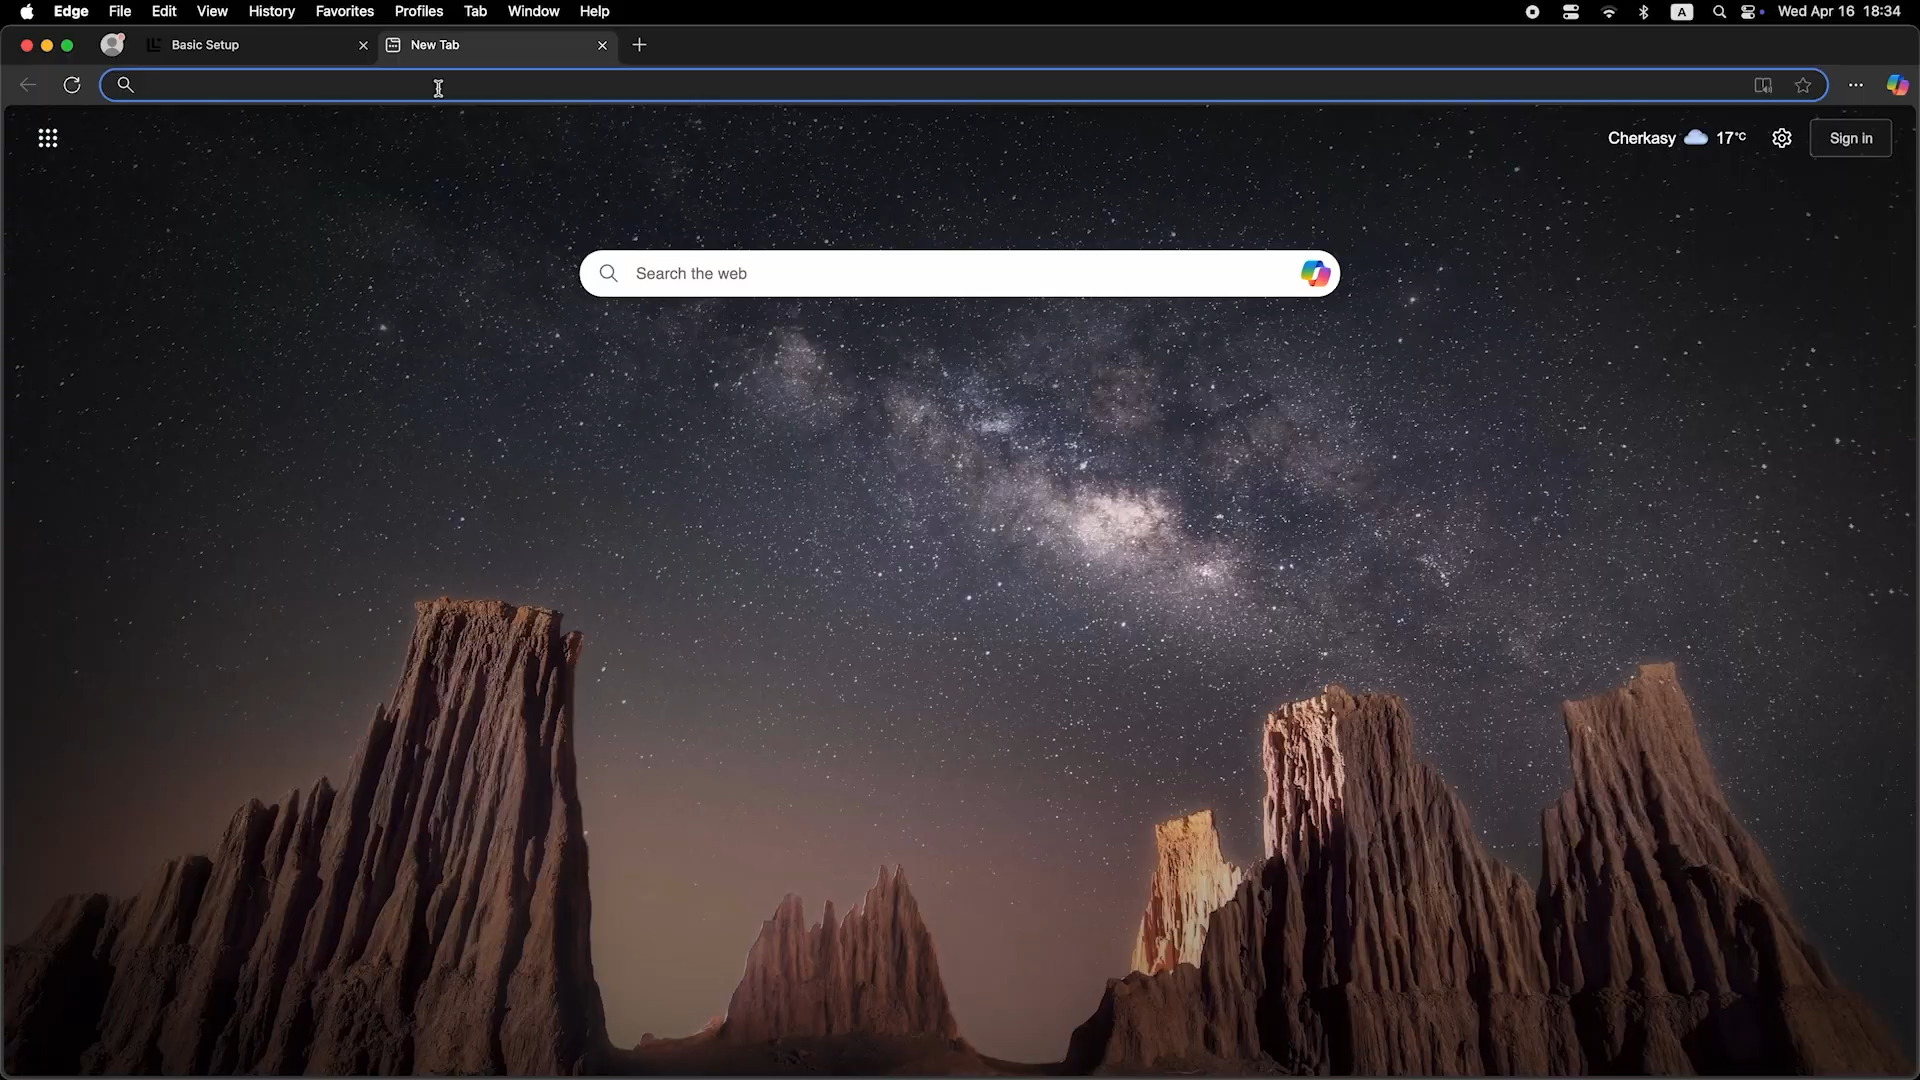 Edge File Edit View History Favorites Profiles Tab Window Help A Wed Apr 16 18:34
Basic Setup New Tab
Cherkasy 17°C Sign in
Search the web